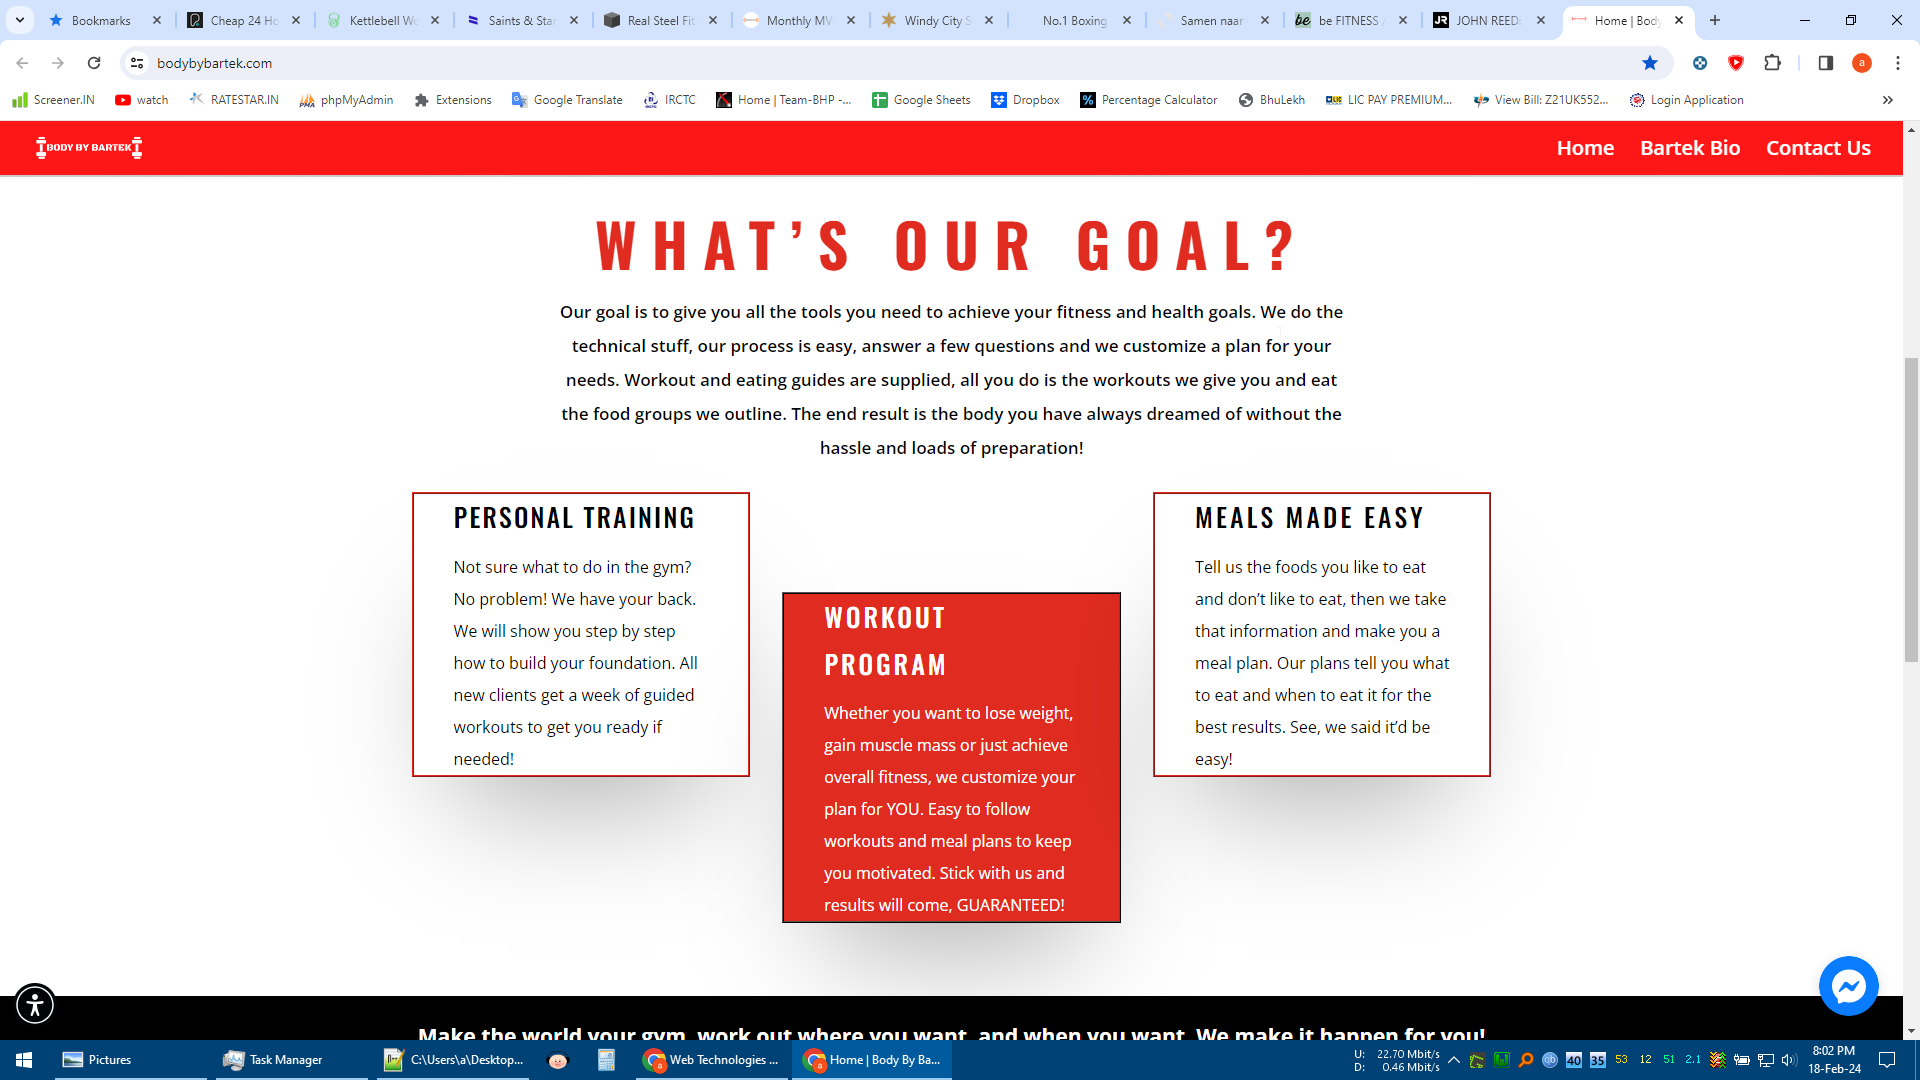 Bookmarks
Cheap 24 Ho
Kettlebell Wo
Saints & Star
Real Steel Fit
Monthly MV
Windy City S
No.1 Boxing
Samen naar
be be FITNESS
JR JOHN REED:
Home | Body
bodybybartek.com
a
Screener.IN
watch
RATESTAR.IN
phpMyAdmin
Extensions
Google Translate
IRCTC
Home | Team-BHP -...
Google Sheets
Dropbox
Percentage Calculator
BhuLekh
LIC PAY PREMIUM...
View Bill: Z21UK552...
Login Application
BODY BY BARTEK
Home
Bartek Bio
Contact Us
WHAT’S OUR GOAL?
Our goal is to give you all the tools you need to achieve your fitness and health goals. We do the
technical stuff, our process is easy, answer a few questions and we customize a plan for your
needs. Workout and eating guides are supplied, all you do is the workouts we give you and eat
the food groups we outline. The end result is the body you have always dreamed of without the
hassle and loads of preparation!
PERSONAL TRAINING
Not sure what to do in the gym?
No problem! We have your back.
We will show you step by step
how to build your foundation. All
new clients get a week of guided
workouts to get you ready if
needed!
WORKOUT
PROGRAM
Whether you want to lose weight,
gain muscle mass or just achieve
overall fitness, we customize your
plan for YOU. Easy to follow
workouts and meal plans to keep
you motivated. Stick with us and
results will come, GUARANTEED!
MEALS MADE EASY
Tell us the foods you like to eat
and don’t like to eat, then we take
that information and make you a
meal plan. Our plans tell you what
to eat and when to eat it for the
best results. See, we said it’d be
easy!
Make the world your gym, work out where you want, and when you want. We make it happen for you!
Pictures
Task Manager
C:\Users\a\Desktop...
Web Technologies ...
Home | Body By Ba...
U: 22.70 Mbit/s
D: 0.46 Mbit/s
40
35
53
12
51
2.1
8:02 PM
18-Feb-24